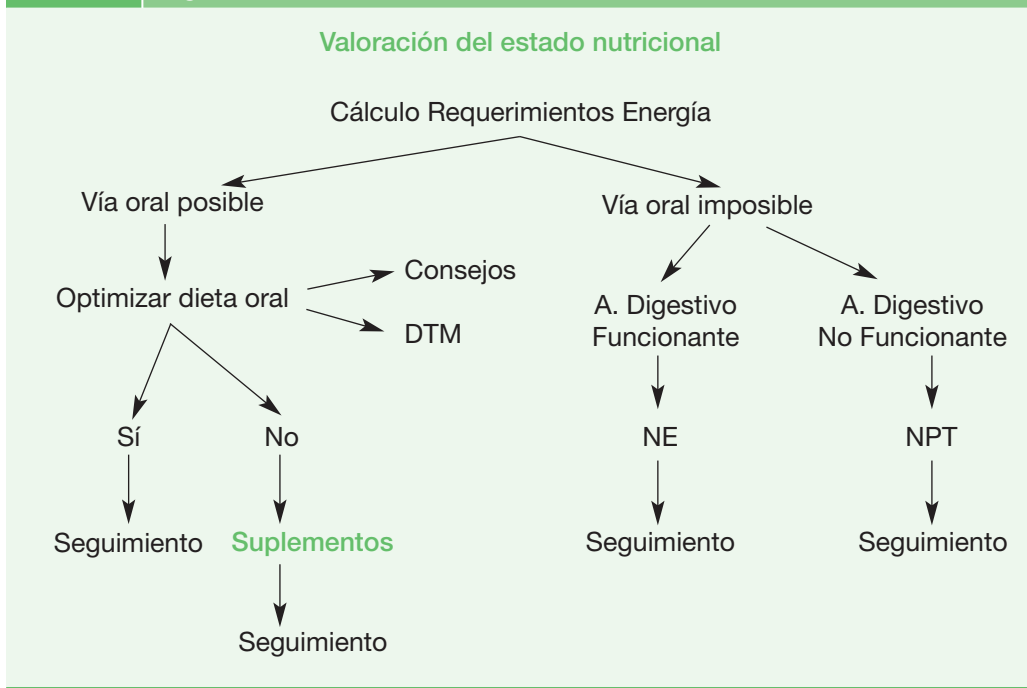 Valoración del estado nutricional
Cálculo Requerimientos Energía
Vía oral posible
Vía oral imposible
Optimizar dieta oral
Consejos
DTM
A. Digestivo
Funcionante
A. Digestivo
No Funcionante
Sí
No
NE
NPT
Seguimiento
Suplementos
Seguimiento
Seguimiento
Seguimiento